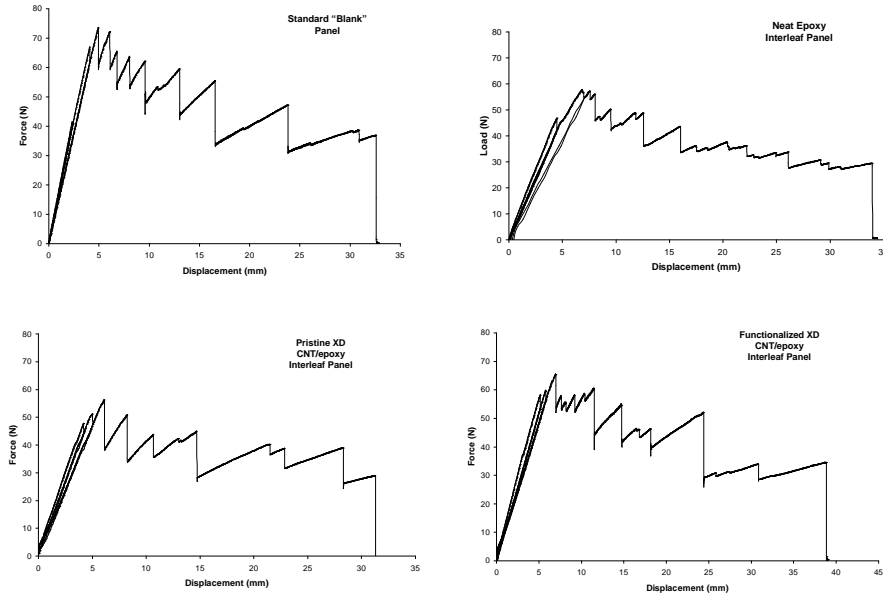 Standard “Blank”
Panel
80
70
60
50
40
30
20
10
0
Force (N)
0 5 10 15 20 25 30 35
Displacement (mm)
Neat Epoxy
Interleaf Panel
80
70
60
50
40
30
20
10
0
Load (N)
0 5 10 15 20 25 30
Displacement (mm)
Pristine XD
CNT/epoxy
Interleaf Panel
80
70
60
50
40
30
20
10
0
Force (N)
0 5 10 15 20 25 30 35
Displacement (mm)
Functionalized XD
CNT/epoxy
Interleaf Panel
80
70
60
50
40
30
20
10
0
Force (N)
0 5 10 15 20 25 30 35 40 45
Displacement (mm)